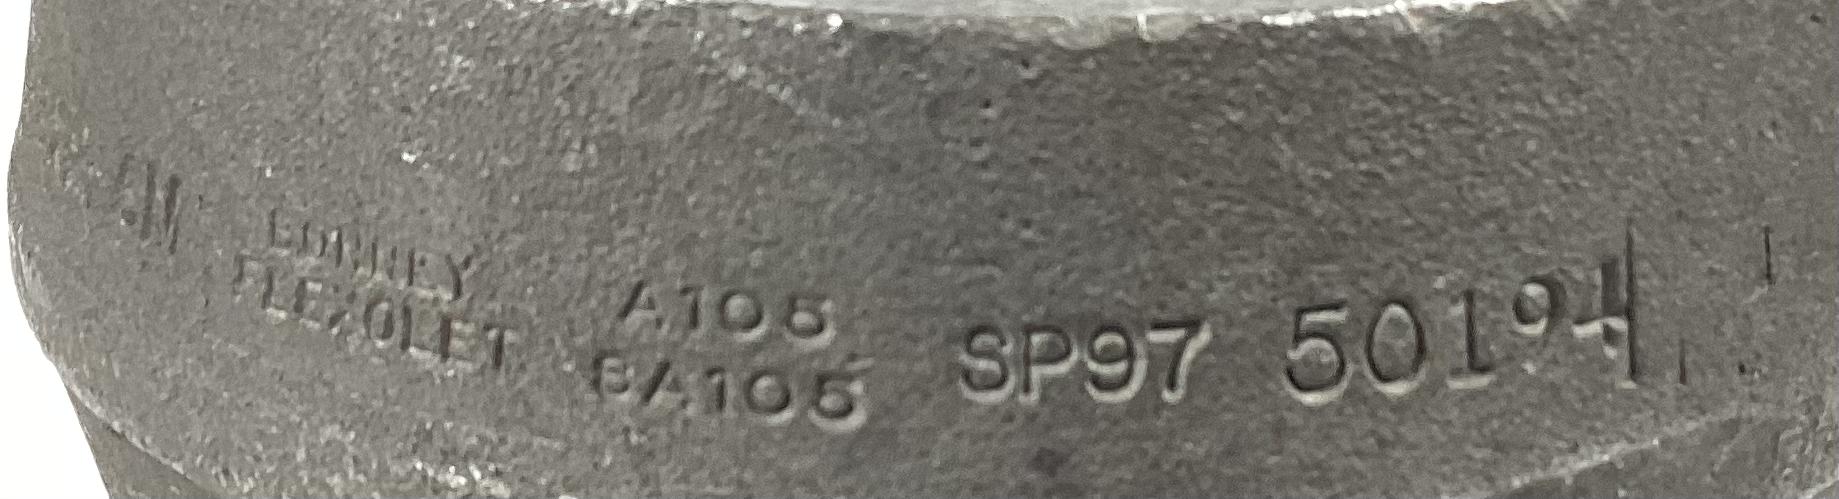 BONNEY
FLEXOLET
A105
SA105
SP97 50194